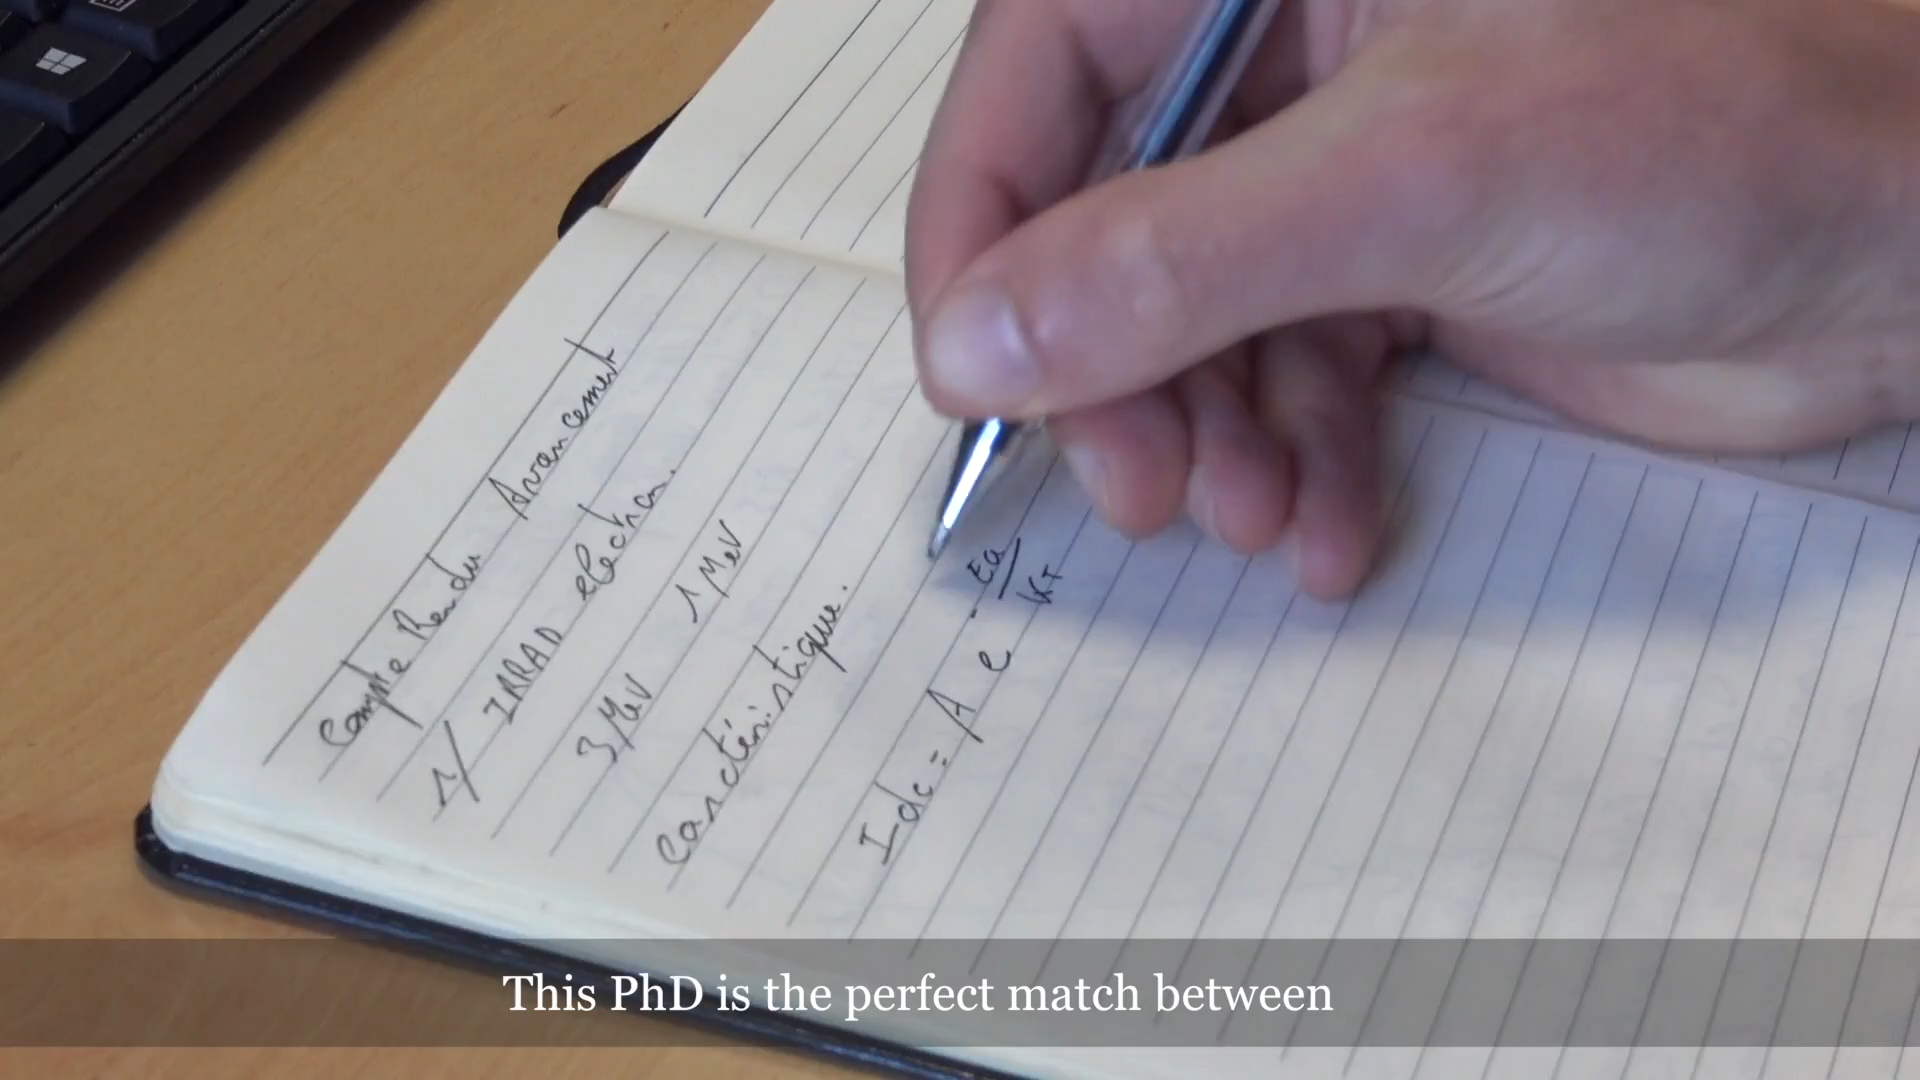 Compte Rendu Avancement
1/ IRRAD electron.
3 MeV 1 MeV
Caractéristique.
Idc = A e - Ea/KT
This PhD is the perfect match between